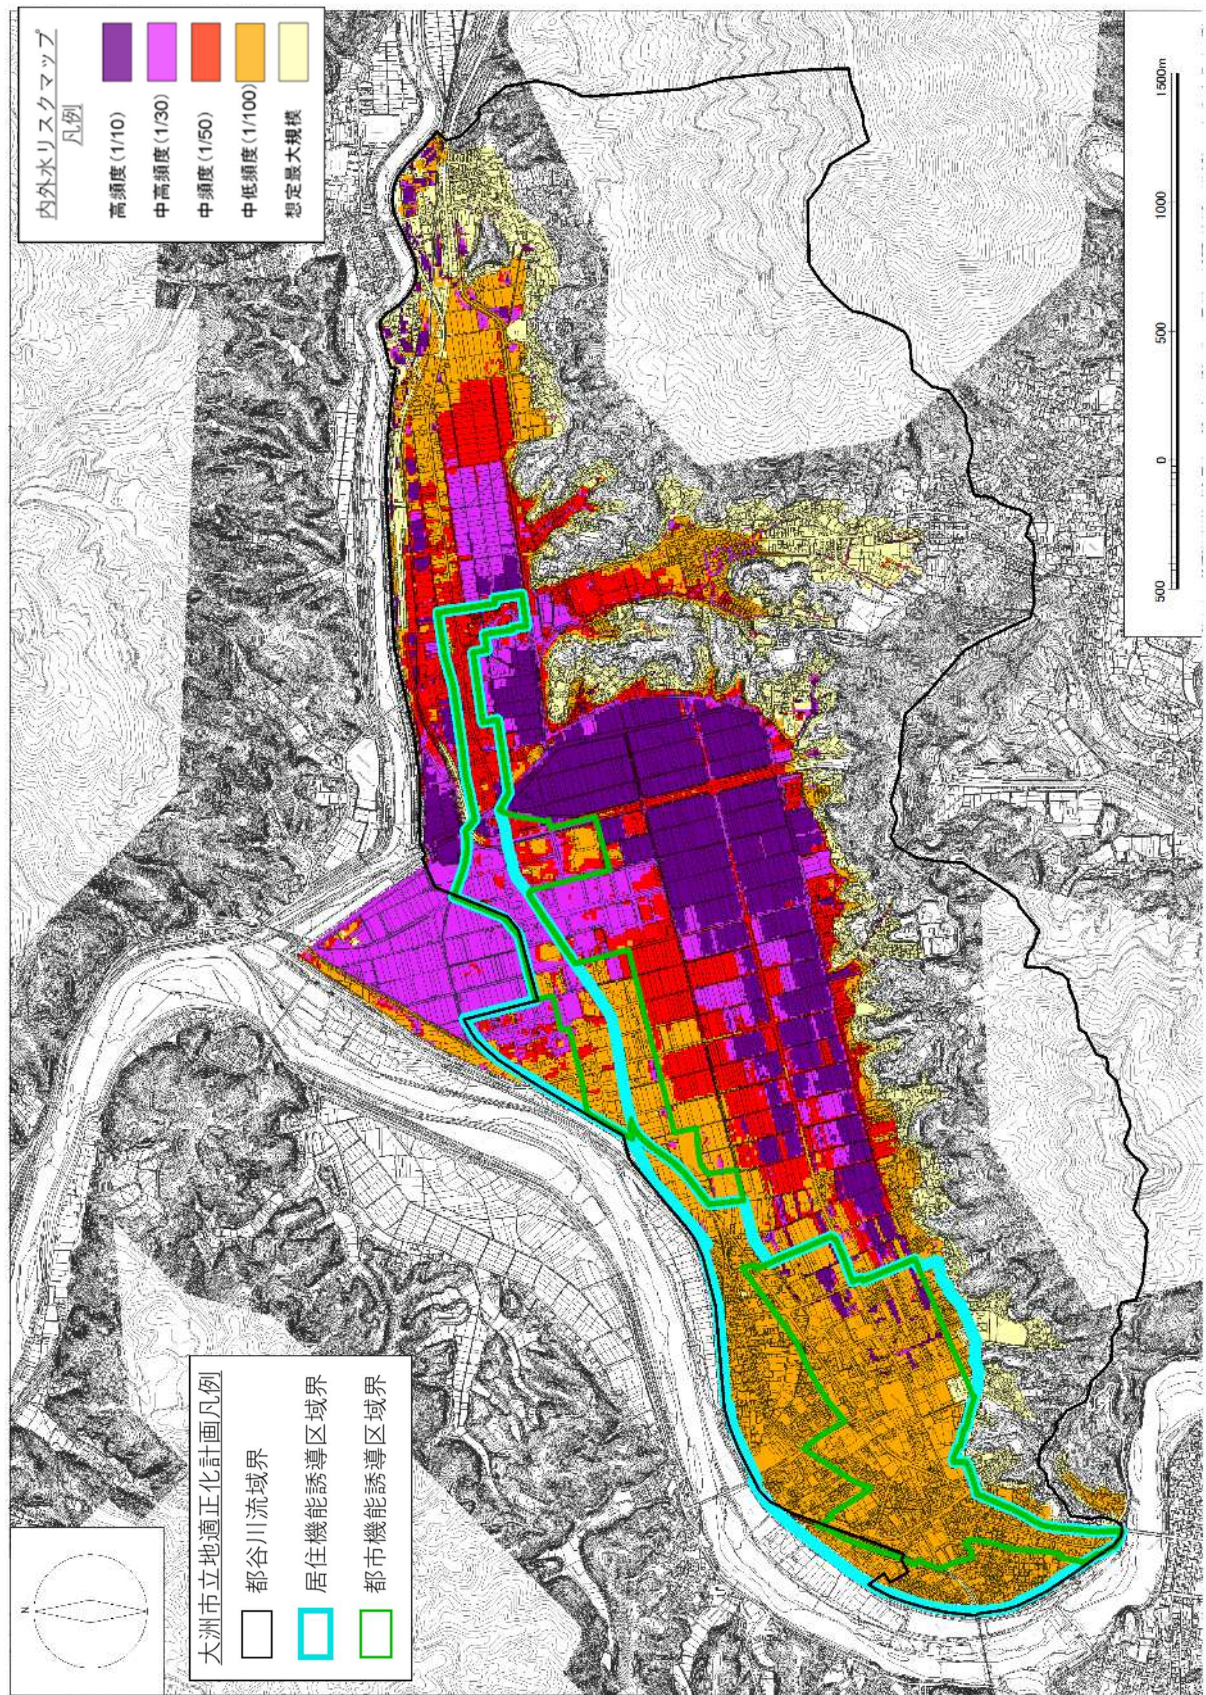 内外水リスクマップ
凡例
高頻度(1/10)
中高頻度(1/30)
中頻度(1/50)
中低頻度(1/100)
想定最大規模
N
大洲市立地適正化計画凡例
都谷川流域界
居住機能誘導区域界
都市機能誘導区域界
500 0 500 1000 1500m